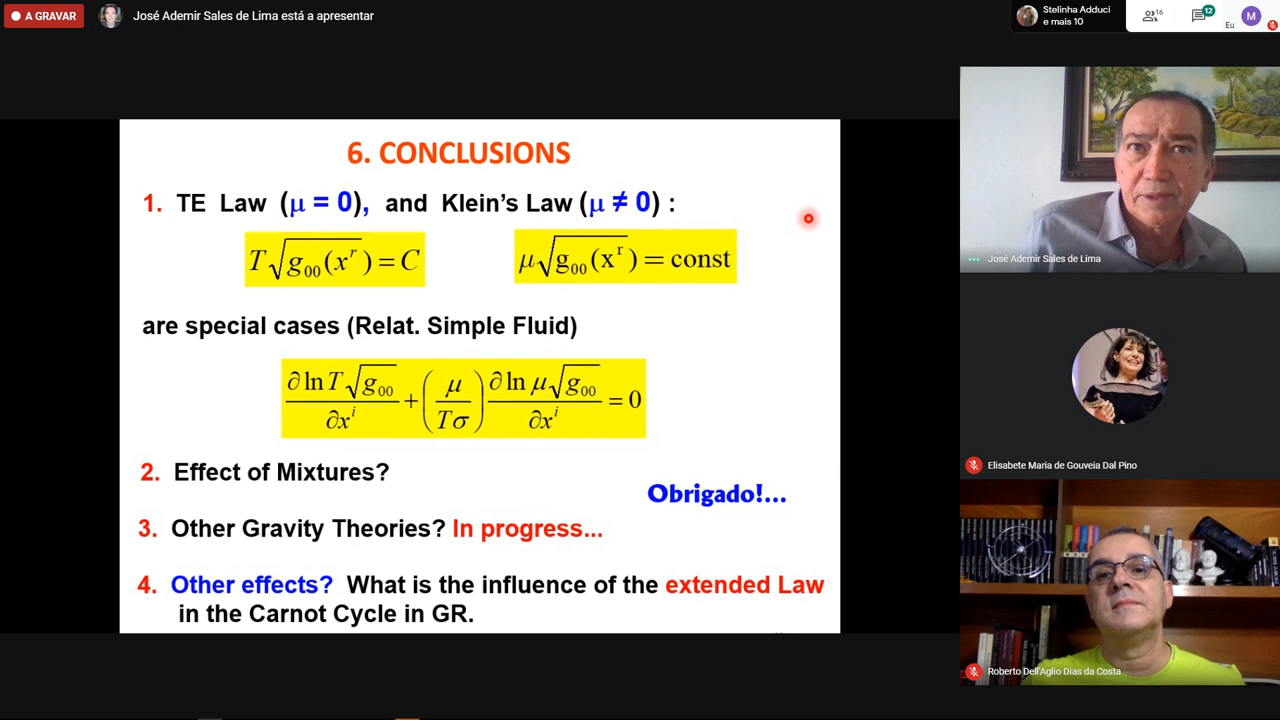 A GRAVAR
José Ademir Sales de Lima está a apresentar
Stelinha Adduci
e mais 10
16
12
Eu
M
6. CONCLUSIONS
1. TE Law (μ = 0), and Klein's Law (μ ≠ 0) :
T√g₀₀(xʳ) = C
μ√g₀₀(xʳ) = const
are special cases (Relat. Simple Fluid)
∂ ln T√g₀₀/∂xⁱ + (μ/Tσ) ∂ ln μ√g₀₀/∂xⁱ = 0
2. Effect of Mixtures?
Obrigado!...
3. Other Gravity Theories? In progress...
4. Other effects? What is the influence of the extended Law
in the Carnot Cycle in GR.
José Ademir Sales de Lima
Elisabete Maria de Gouveia Dal Pino
Roberto Dell'Aglio Dias da Costa